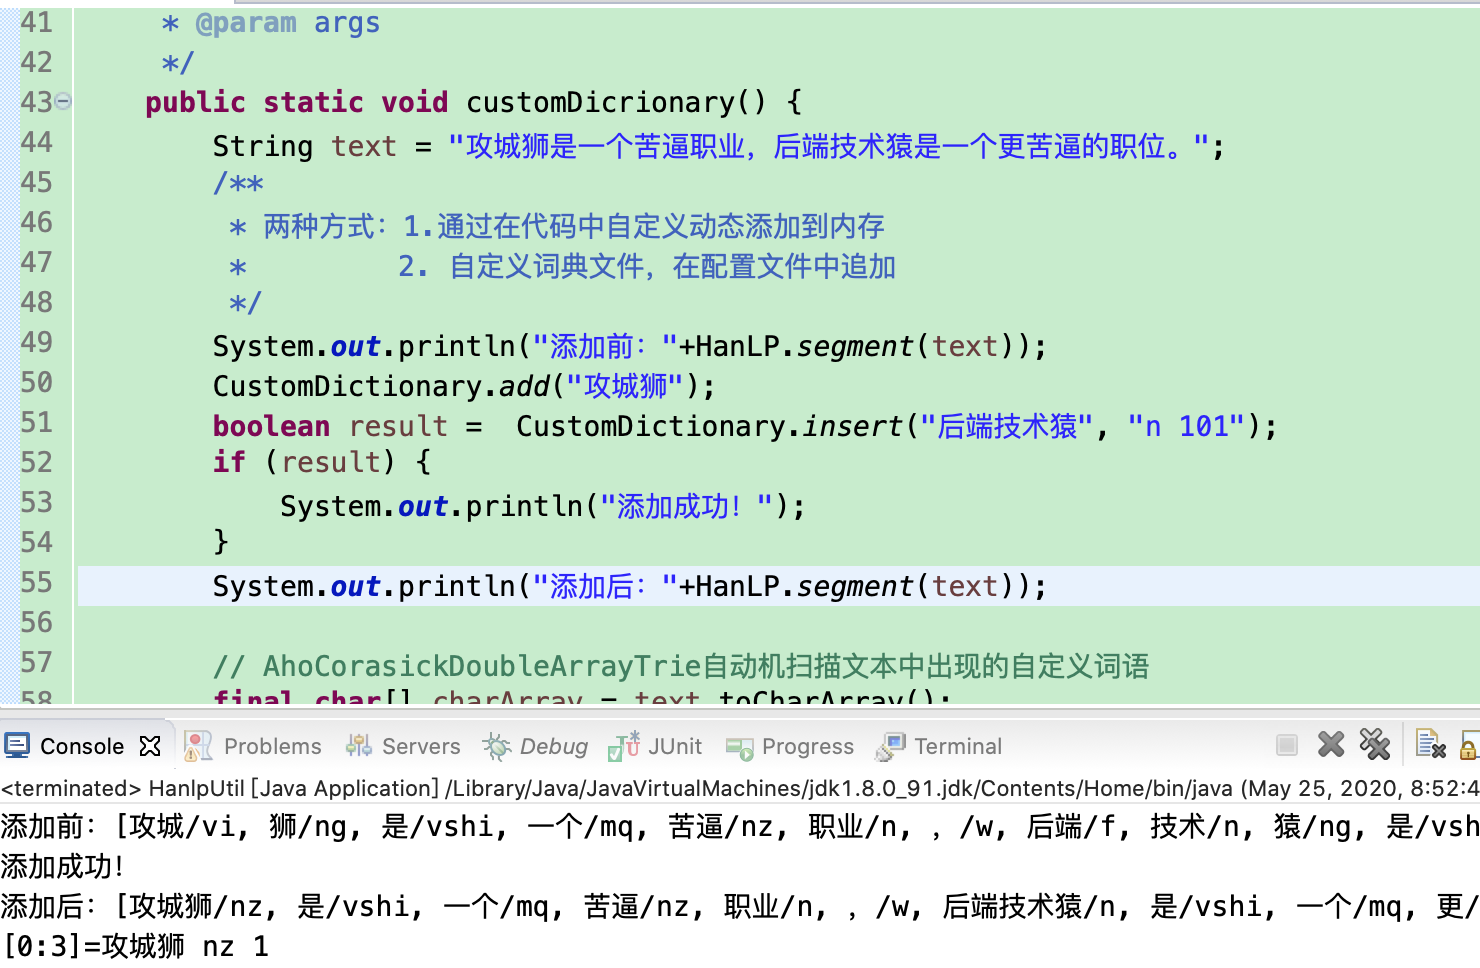 41 * @param args
42 */
43 public static void customDicrionary() {
44 String text = "攻城狮是一个苦逼职业，后端技术猿是一个更苦逼的职位。";
45 /**
46 * 两种方式：1.通过在代码中自定义动态添加到内存
47 * 2. 自定义词典文件，在配置文件中追加
48 */
49 System.out.println("添加前："+HanLP.segment(text));
50 CustomDictionary.add("攻城狮");
51 boolean result = CustomDictionary.insert("后端技术猿", "n 101");
52 if (result) {
53 System.out.println("添加成功！");
54 }
55 System.out.println("添加后："+HanLP.segment(text));
56
57 // AhoCorasickDoubleArrayTrie自动机扫描文本中出现的自定义词语
58 final char[] charArray = text.toCharArray();
Console Problems Servers Debug JUnit Progress Terminal
<terminated> HanlpUtil [Java Application] /Library/Java/JavaVirtualMachines/jdk1.8.0_91.jdk/Contents/Home/bin/java (May 25, 2020, 8:52:4
添加前：[攻城/vi, 狮/ng, 是/vshi, 一个/mq, 苦逼/nz, 职业/n, ，/w, 后端/f, 技术/n, 猿/ng, 是/vsh
添加成功！
添加后：[攻城狮/nz, 是/vshi, 一个/mq, 苦逼/nz, 职业/n, ，/w, 后端技术猿/n, 是/vshi, 一个/mq, 更/
[0:3]=攻城狮 nz 1